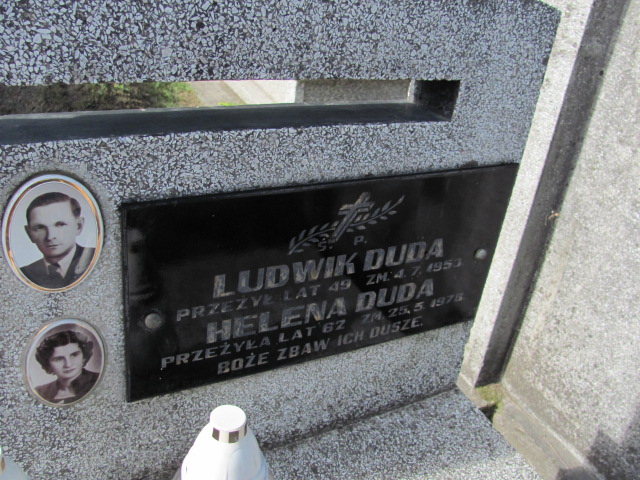 Ś. P.
LUDWIK DUDA
PRZEŻYŁ LAT 49 ZM. 4.7.1953.
HELENA DUDA
PRZEŻYŁA LAT 62 ZM. 25.5.1976
BOŻE ZBAW ICH DUSZE.